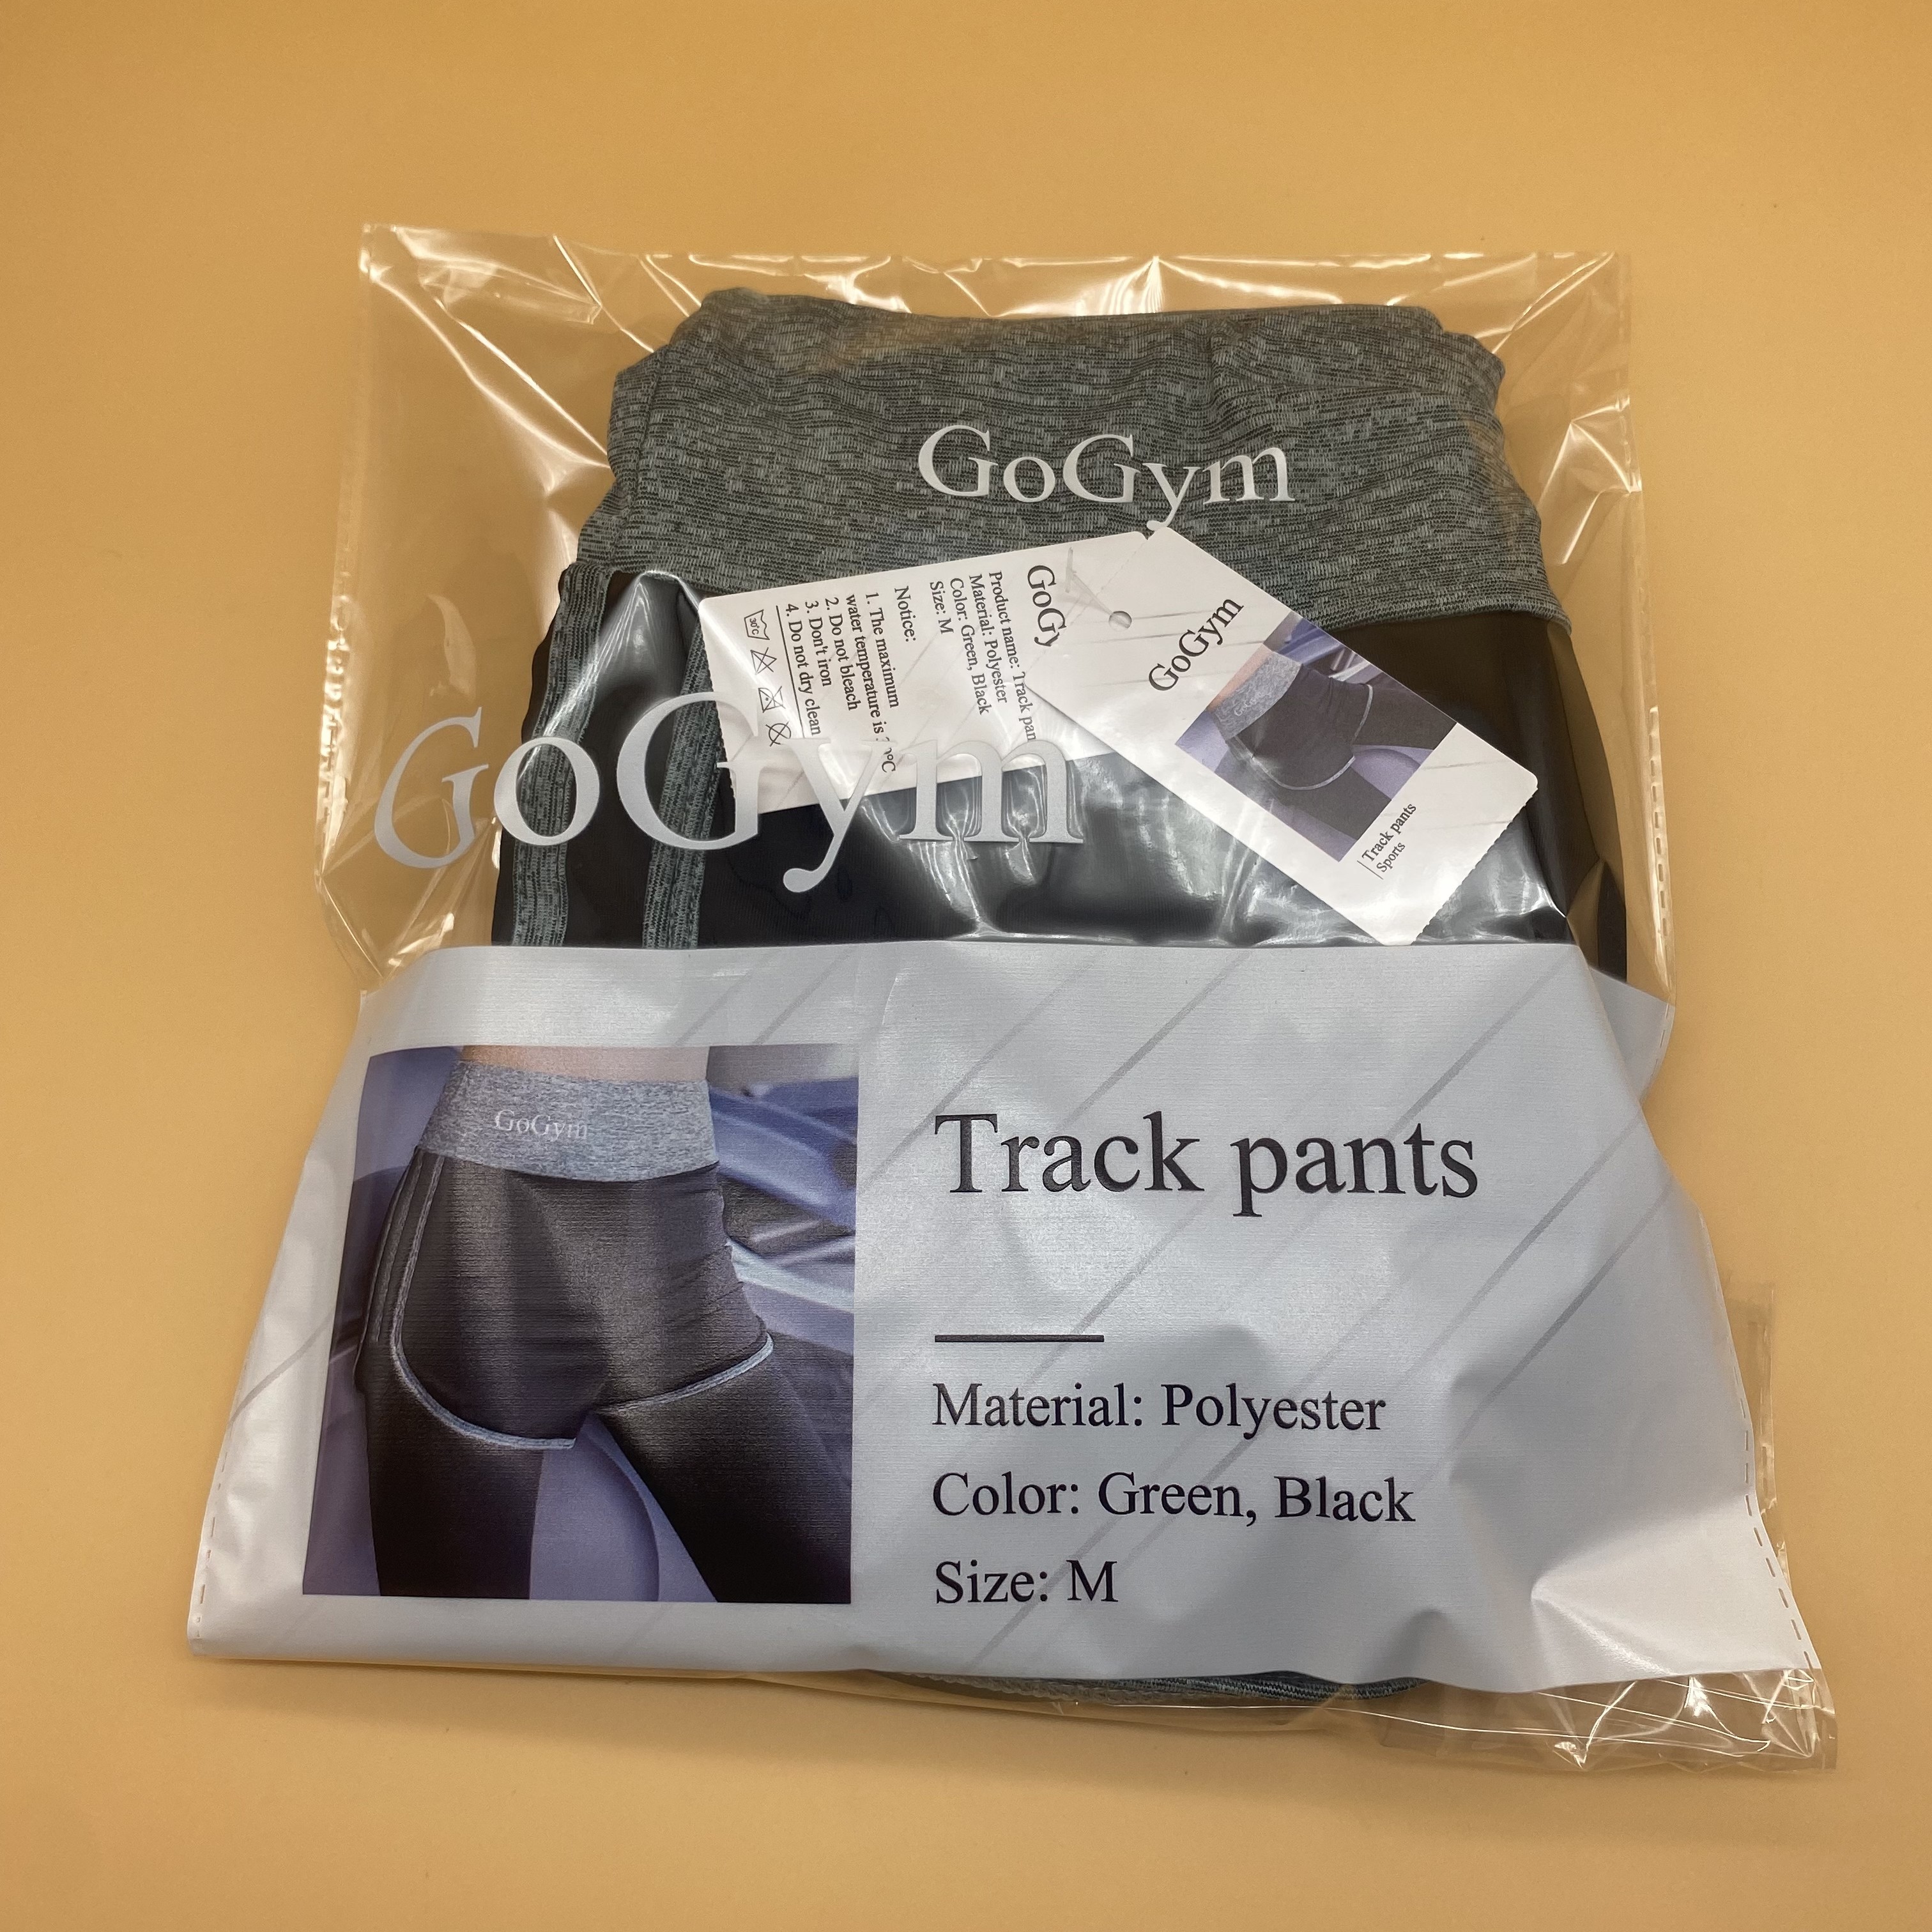 GoGym
GoGy
Product name: Track pan
Material: Polyester
Color: Green, Black
Size: M
Notice:
1. The maximum
water temperature is
2. Do not bleach
3. Don't iron
4. Do not dry clean
30°C
GoGym
Track pants
Sports
GoGym
GoGym
Track pants
Material: Polyester
Color: Green, Black
Size: M